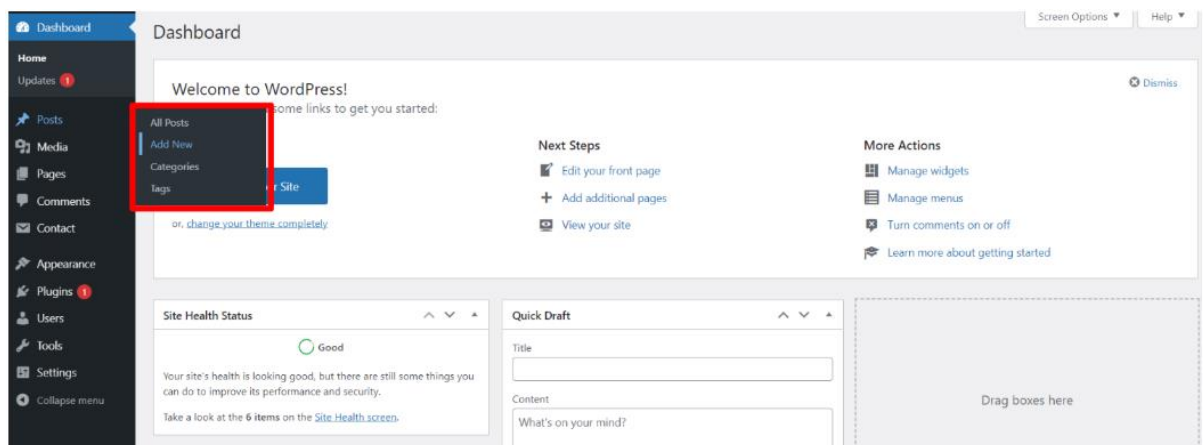 Dashboard
Home
Updates 1
Posts
Media
Pages
Comments
Contact
Appearance
Plugins 1
Users
Tools
Settings
Collapse menu
All Posts
Add New
Categories
Tags
Screen Options
Help
Dashboard
Welcome to WordPress!
some links to get you started:
Dismiss
r Site
or, change your theme completely
Next Steps
Edit your front page
Add additional pages
View your site
More Actions
Manage widgets
Manage menus
Turn comments on or off
Learn more about getting started
Site Health Status
Good
Your site's health is looking good, but there are still some things you
can do to improve its performance and security.
Take a look at the 6 items on the Site Health screen.
Quick Draft
Title
Content
What's on your mind?
Drag boxes here